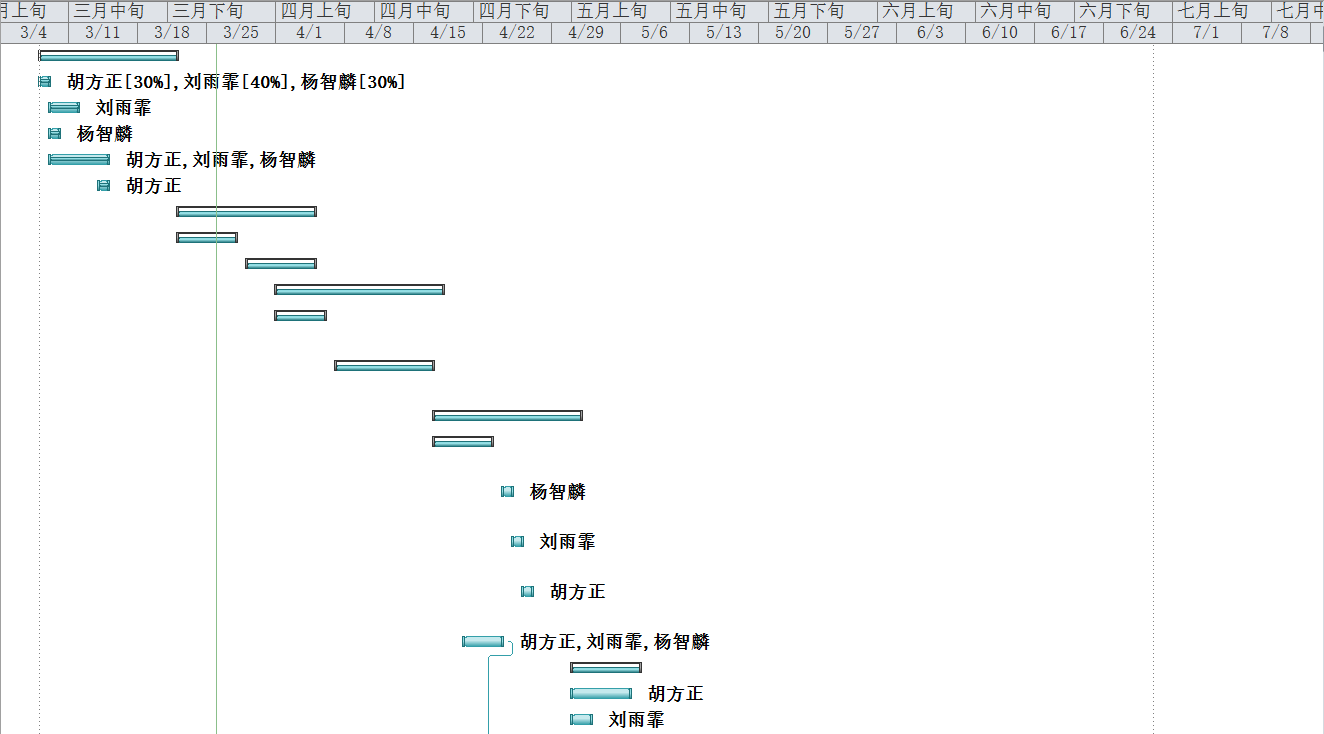 月上旬 三月中旬 三月下旬 四月上旬 四月中旬 四月下旬 五月上旬 五月中旬 五月下旬 六月上旬 六月中旬 六月下旬 七月上旬 七月中
3/4 3/11 3/18 3/25 4/1 4/8 4/15 4/22 4/29 5/6 5/13 5/20 5/27 6/3 6/10 6/17 6/24 7/1 7/8
胡方正[30%],刘雨霏[40%],杨智麟[30%]
刘雨霏
杨智麟
胡方正,刘雨霏,杨智麟
胡方正
杨智麟
刘雨霏
胡方正
胡方正,刘雨霏,杨智麟
胡方正
刘雨霏